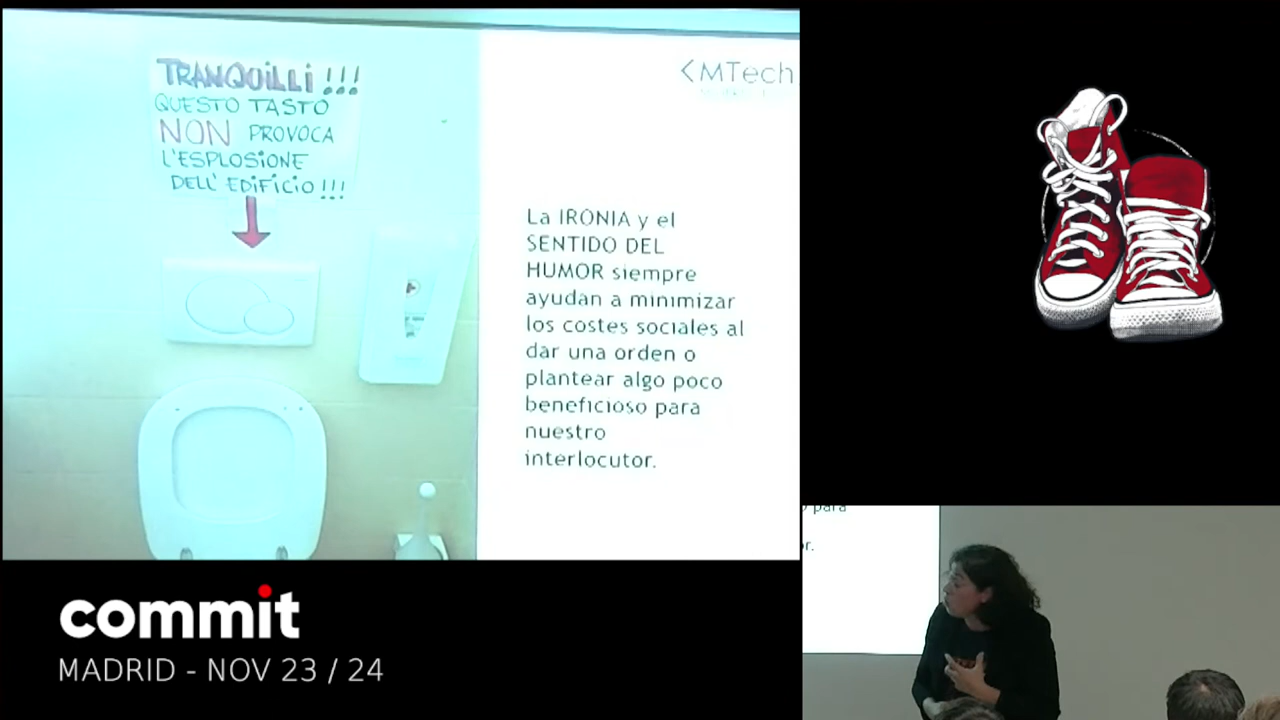 TRANQUILLI !!!
QUESTO TASTO
NON PROVOCA
L'ESPLOSIONE
DELL' EDIFICIO !!!
<MTech
La IRONIA y el
SENTIDO DEL
HUMOR siempre
ayudan a minimizar
los costes sociales al
dar una orden o
plantear algo poco
beneficioso para
nuestro
interlocutor.
commit
MADRID - NOV 23 / 24
para
r.